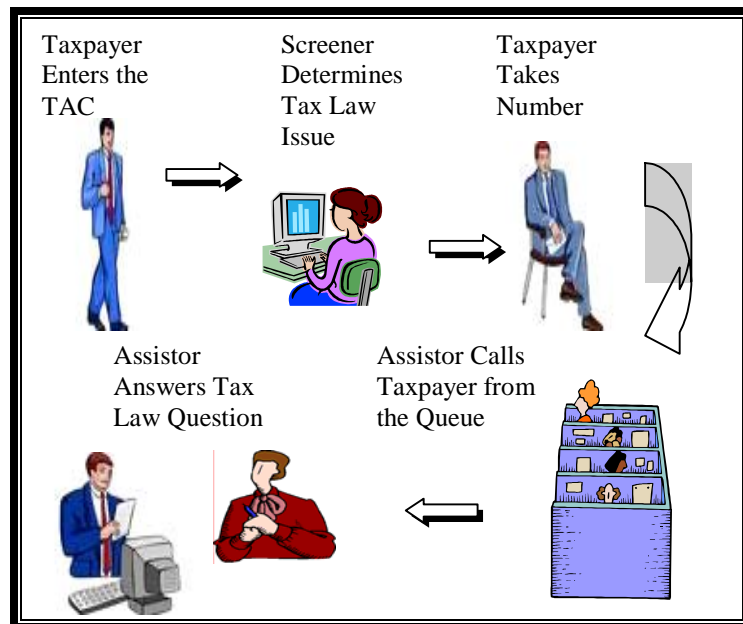 Taxpayer
Enters the
TAC
Screener
Determines
Tax Law
Issue
Taxpayer
Takes
Number
Assistor
Answers Tax
Law Question
Assistor Calls
Taxpayer from
the Queue